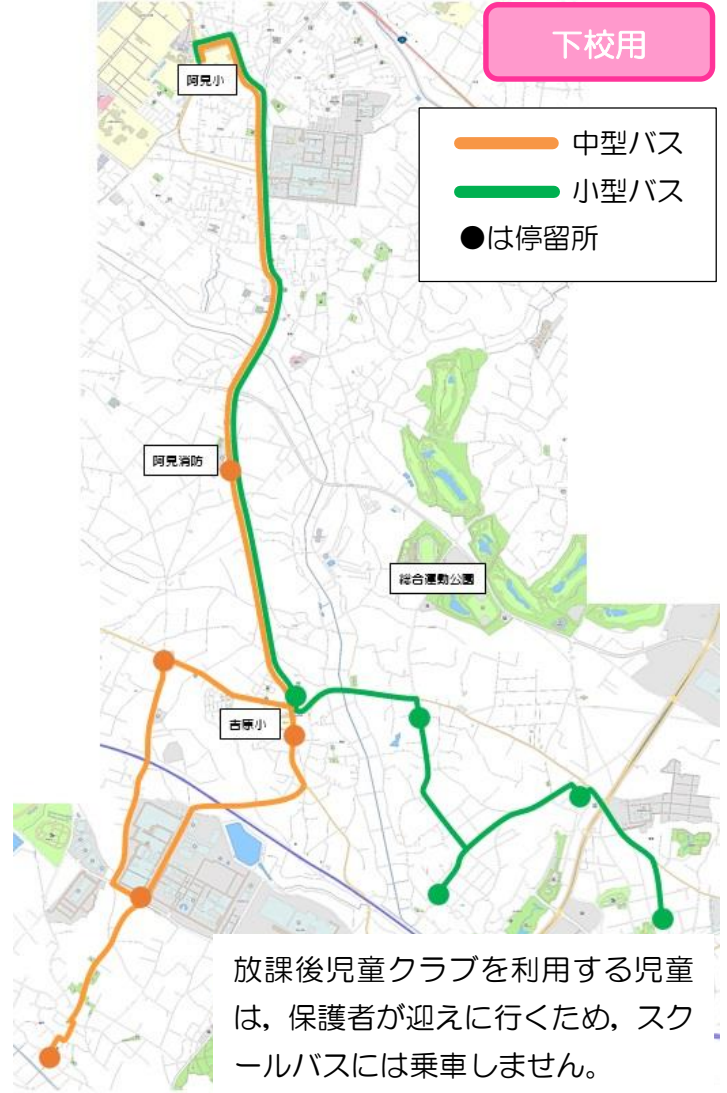 下校用
阿見小
中型バス
小型バス
●は停留所
阿見消防
総合運動公園
吉原小
放課後児童クラブを利用する児童
は，保護者が迎えに行くため，スク
ールバスには乗車しません。